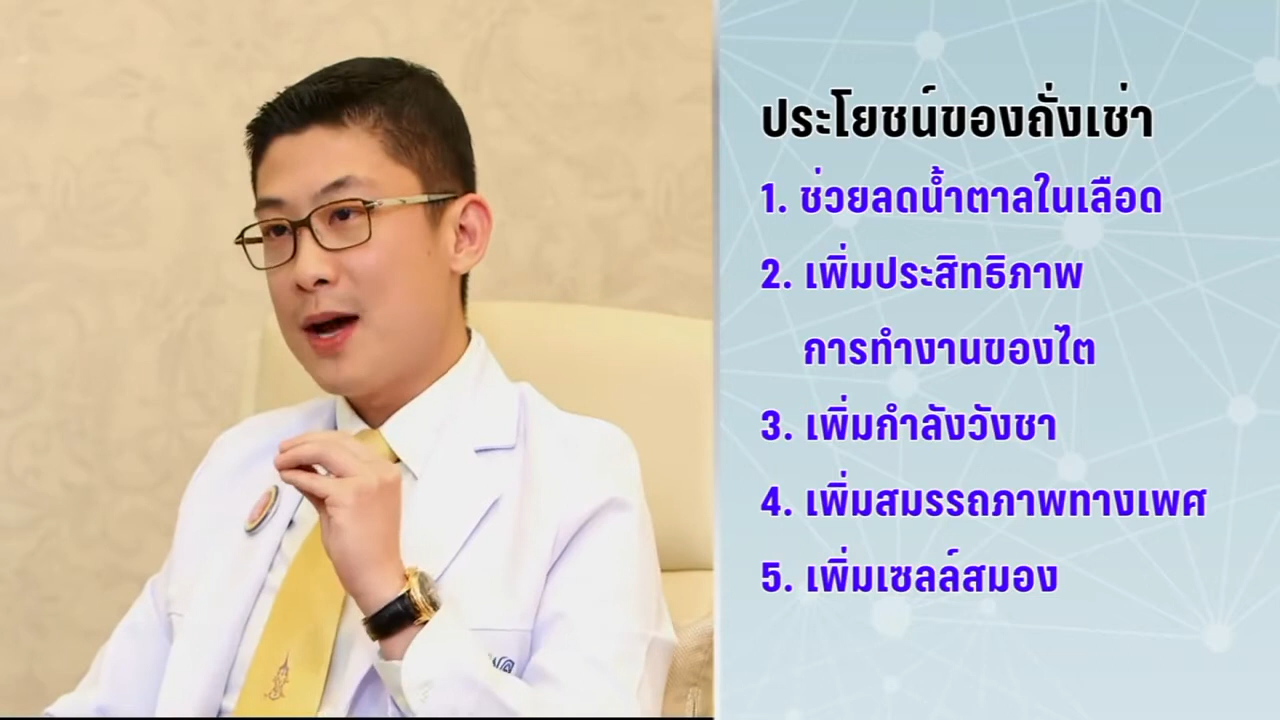 ประโยชน์ของถั่งเช่า
1. ช่วยลดน้ำตาลในเลือด
2. เพิ่มประสิทธิภาพ
การทำงานของไต
3. เพิ่มกำลังวังชา
4. เพิ่มสมรรถภาพทางเพศ
5. เพิ่มเซลล์สมอง